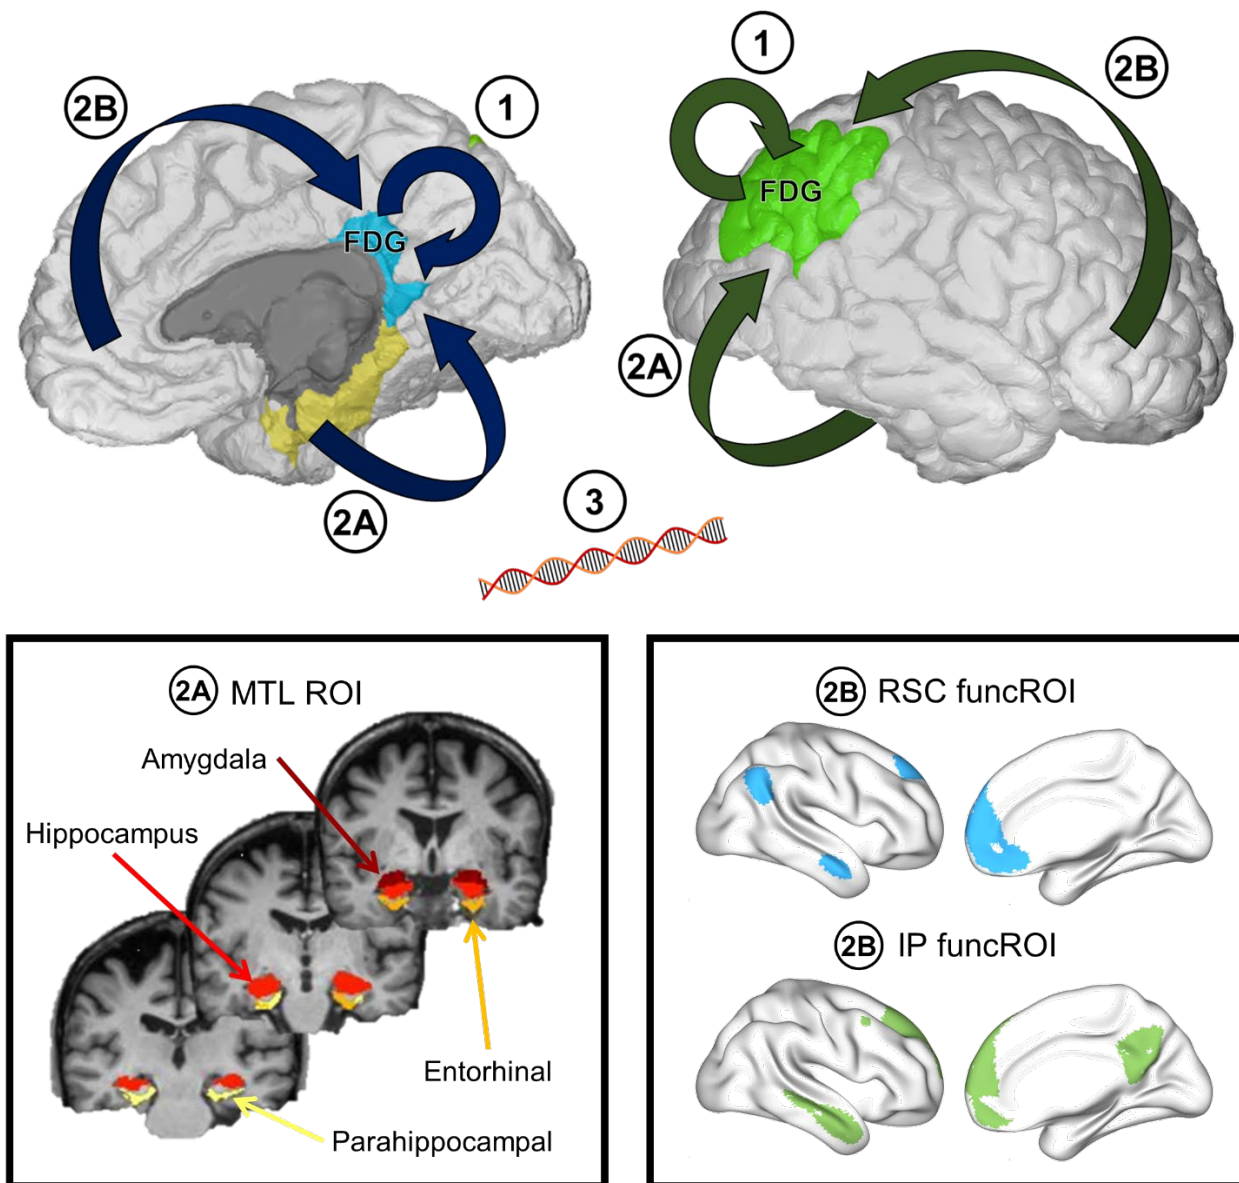 1
2B
1
2B
FDG
FDG
2A
2A
3
2A MTL ROI
Amygdala
Hippocampus
Entorhinal
Parahippocampal
2B RSC funcROI
2B IP funcROI